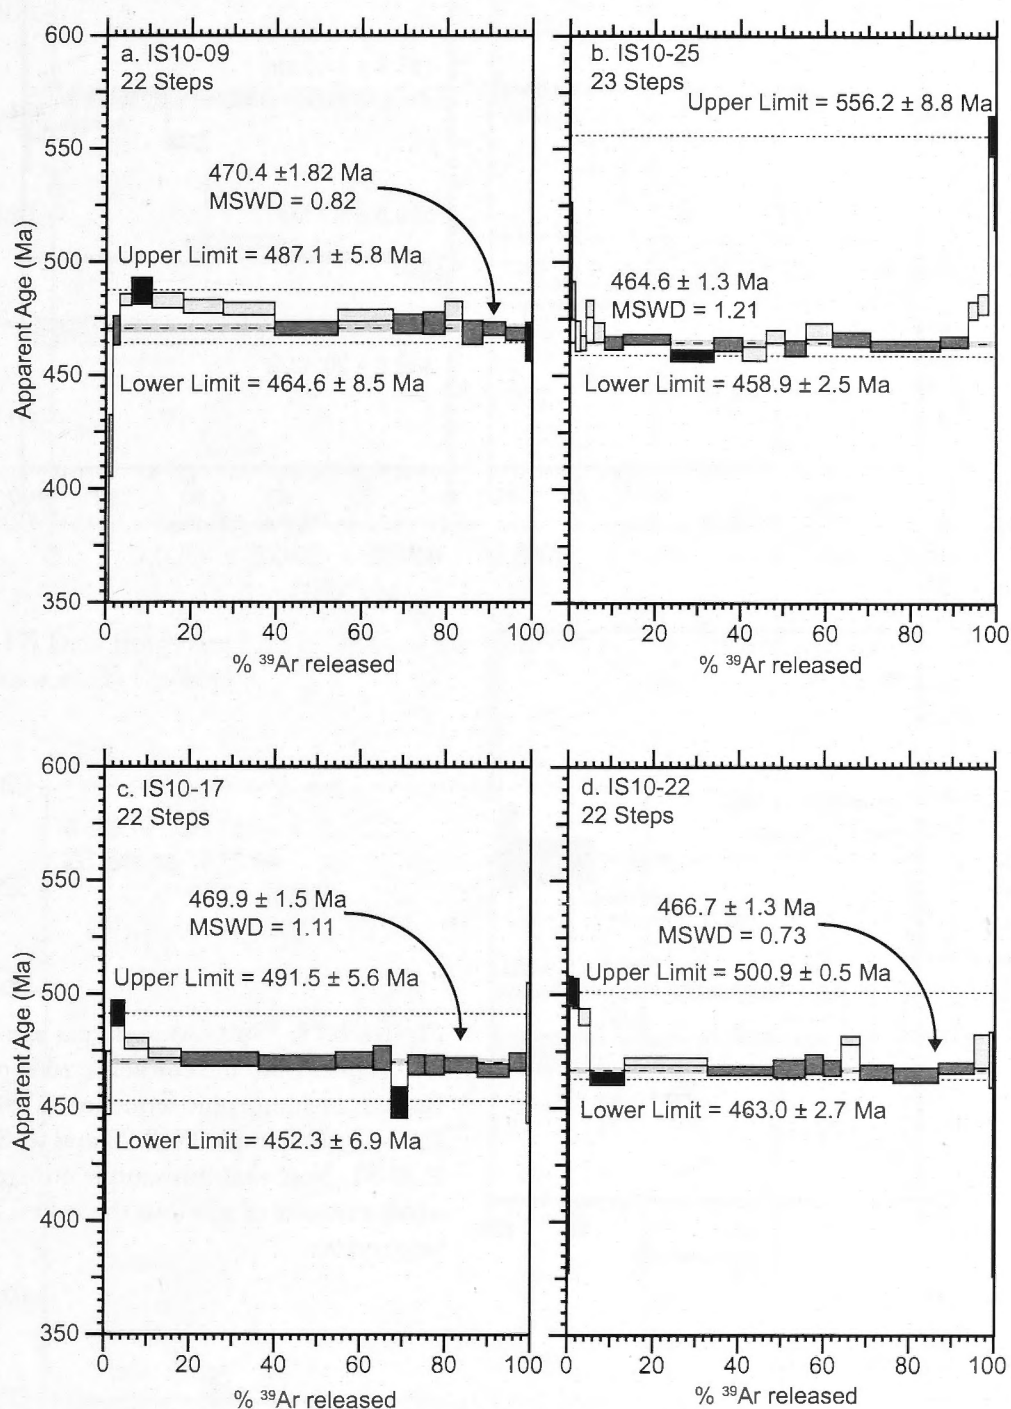 a. IS10-09
22 Steps
470.4 ±1.82 Ma
MSWD = 0.82
Upper Limit = 487.1 ± 5.8 Ma
Lower Limit = 464.6 ± 8.5 Ma
Apparent Age (Ma)
600
550
500
450
400
350
0
20
40
60
80
100
% ³⁹Ar released
b. IS10-25
23 Steps
Upper Limit = 556.2 ± 8.8 Ma
464.6 ± 1.3 Ma
MSWD = 1.21
Lower Limit = 458.9 ± 2.5 Ma
0
20
40
60
80
100
% ³⁹Ar released
c. IS10-17
22 Steps
469.9 ± 1.5 Ma
MSWD = 1.11
Upper Limit = 491.5 ± 5.6 Ma
Lower Limit = 452.3 ± 6.9 Ma
Apparent Age (Ma)
600
550
500
450
400
350
0
20
40
60
80
100
% ³⁹Ar released
d. IS10-22
22 Steps
466.7 ± 1.3 Ma
MSWD = 0.73
Upper Limit = 500.9 ± 0.5 Ma
Lower Limit = 463.0 ± 2.7 Ma
0
20
40
60
80
100
% ³⁹Ar released